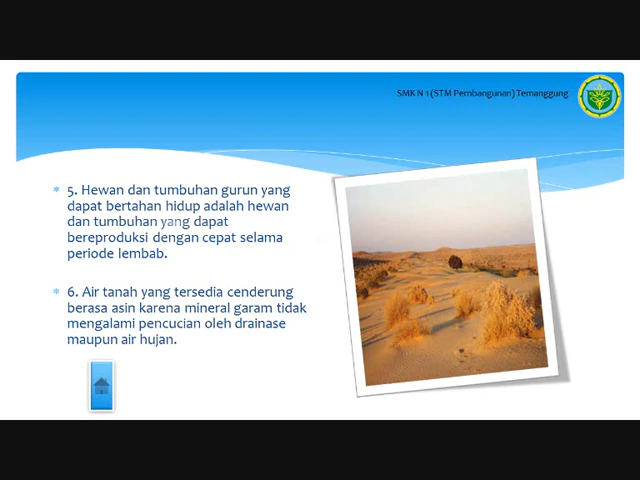 SMK N 1 (STM Pembangunan) Temanggung
* 5. Hewan dan tumbuhan gurun yang
dapat bertahan hidup adalah hewan
dan tumbuhan yang dapat
bereproduksi dengan cepat selama
periode lembab.
* 6. Air tanah yang tersedia cenderung
berasa asin karena mineral garam tidak
mengalami pencucian oleh drainase
maupun air hujan.